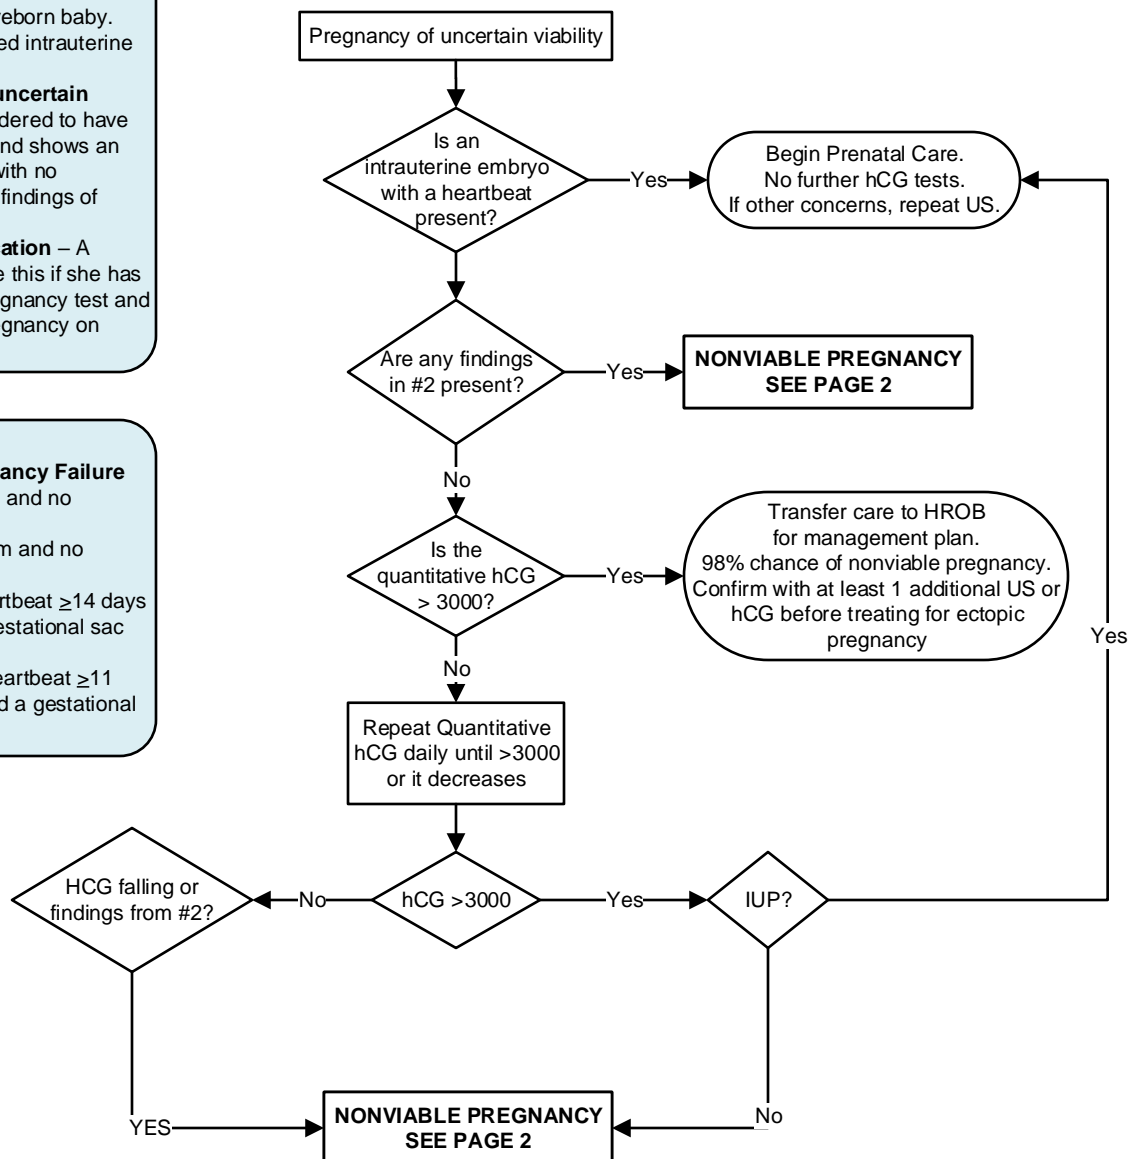 reborn baby.
ed intrauterine
uncertain
dered to have
nd shows an
with no
findings of
ation – A
e this if she has
gnancy test and
egnancy on
ancy Failure
and no
m and no
rtbeat ≥14 days
estational sac
eartbeat ≥11
d a gestational
Pregnancy of uncertain viability
Is an
intrauterine embryo
with a heartbeat
present?
Yes
Begin Prenatal Care.
No further hCG tests.
If other concerns, repeat US.
Are any findings
in #2 present?
Yes
NONVIABLE PREGNANCY
SEE PAGE 2
No
Is the
quantitative hCG
> 3000?
Yes
Transfer care to HROB
for management plan.
98% chance of nonviable pregnancy.
Confirm with at least 1 additional US or
hCG before treating for ectopic
pregnancy
Yes
No
Repeat Quantitative
hCG daily until >3000
or it decreases
HCG falling or
findings from #2?
No
hCG >3000
Yes
IUP?
YES
NONVIABLE PREGNANCY
SEE PAGE 2
No